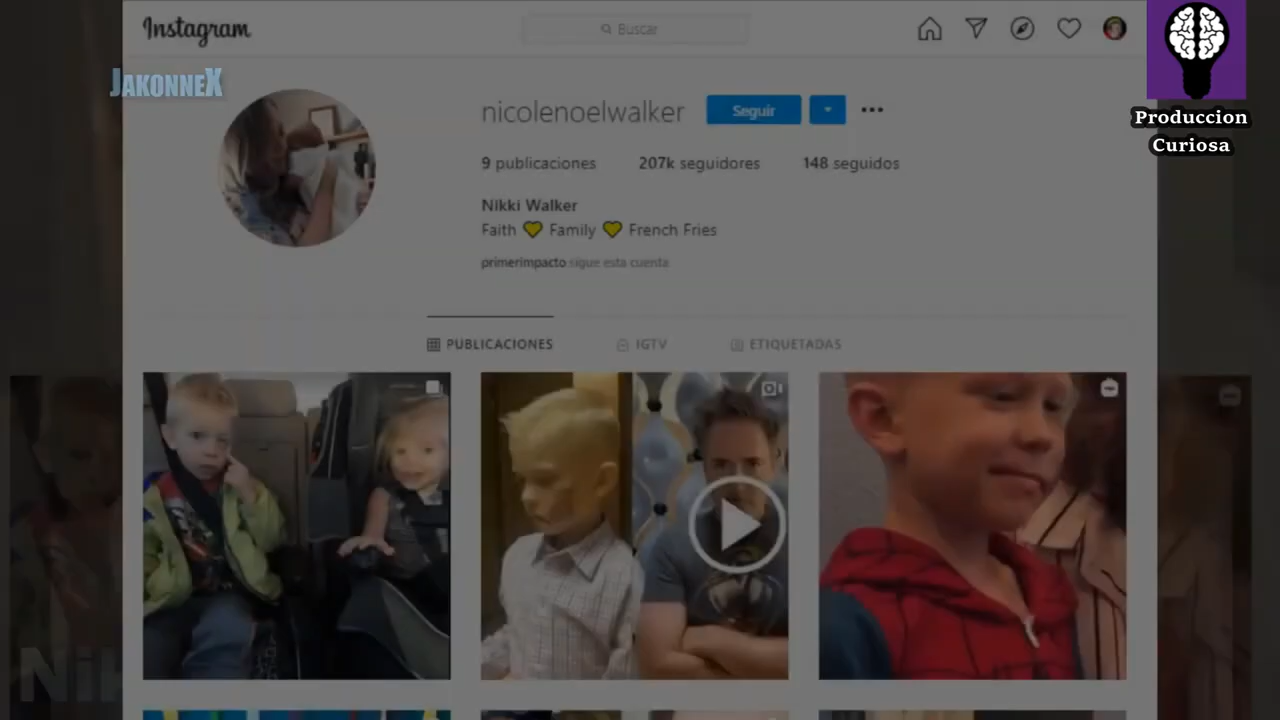 Instagram
Buscar
JAKONNEX
Produccion
Curiosa
nicolenoelwalker
Seguir
9 publicaciones 207k seguidores 148 seguidos
Nikki Walker
Faith 💛 Family 💛 French Fries
primerimpacto sigue esta cuenta
PUBLICACIONES IGTV ETIQUETADAS
Nik